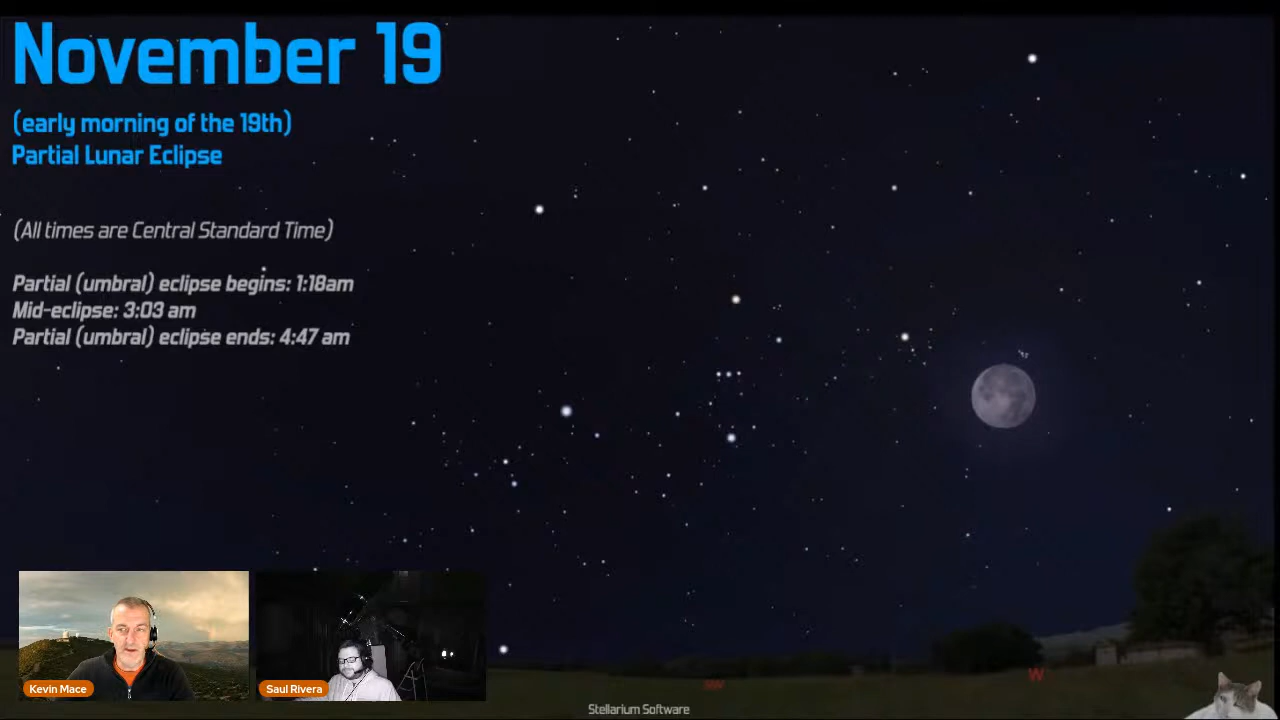 November 19
(early morning of the 19th)
Partial Lunar Eclipse
(All times are Central Standard Time)
Partial (umbral) eclipse begins: 1:18am
Mid-eclipse: 3:03 am
Partial (umbral) eclipse ends: 4:47 am
SW
W
Kevin Mace
Saul Rivera
Stellarium Software